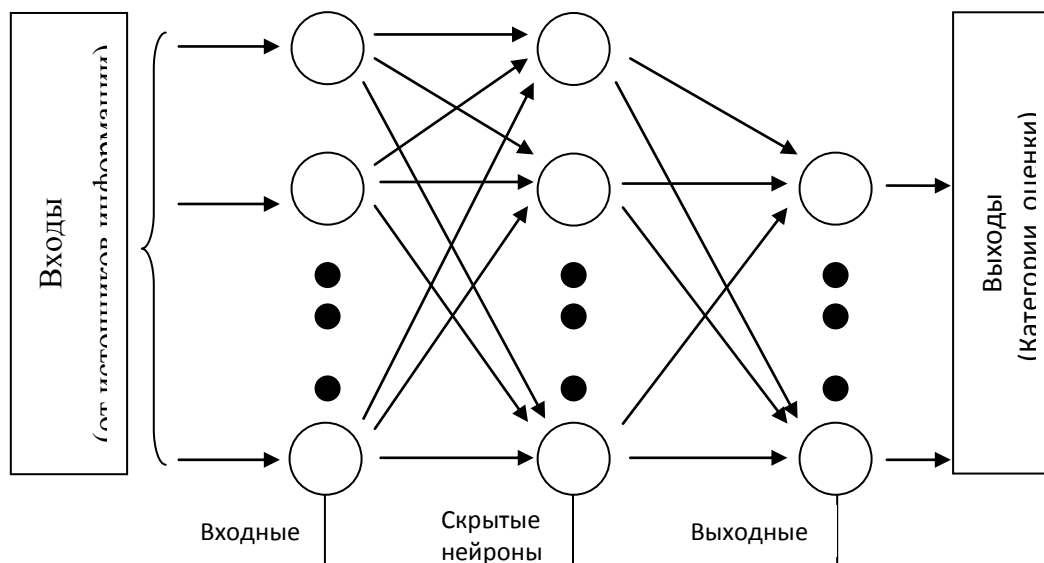 Входы
(от источников информации)
Выходы
(Категории оценки)
Входные
Скрытые
нейроны
Выходные